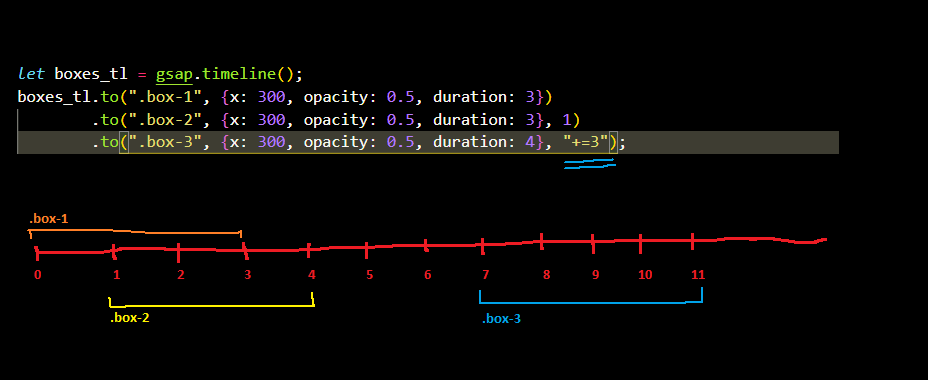 let boxes_tl = gsap.timeline();
boxes_tl.to(".box-1", {x: 300, opacity: 0.5, duration: 3})
.to(".box-2", {x: 300, opacity: 0.5, duration: 3}, 1)
.to(".box-3", {x: 300, opacity: 0.5, duration: 4}, "+=3");
.box-1
0 1 2 3 4 5 6 7 8 9 10 11
.box-2
.box-3